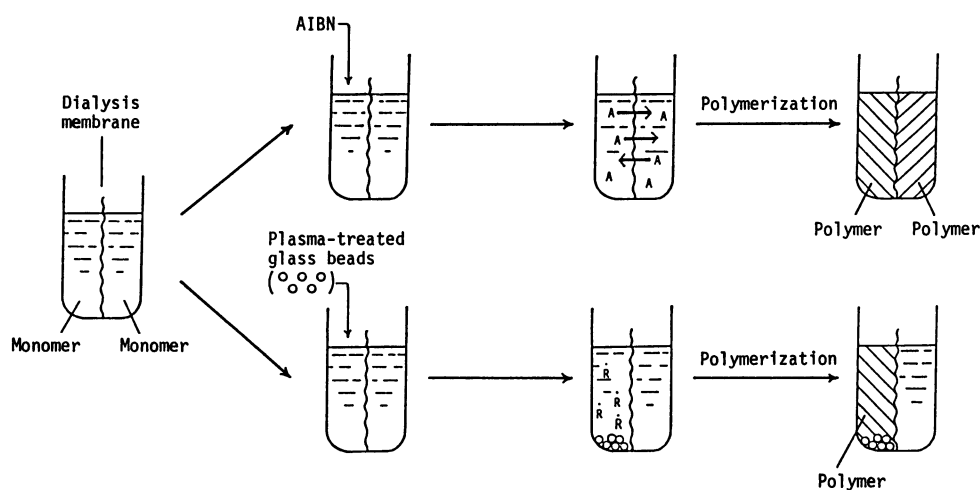 AIBN
Dialysis
membrane
A A
A
A
A A
Polymerization
Polymer Polymer
Monomer Monomer
Plasma-treated
glass beads
Ṙ
Ṙ
Ṙ
Ṙ
Polymerization
Polymer